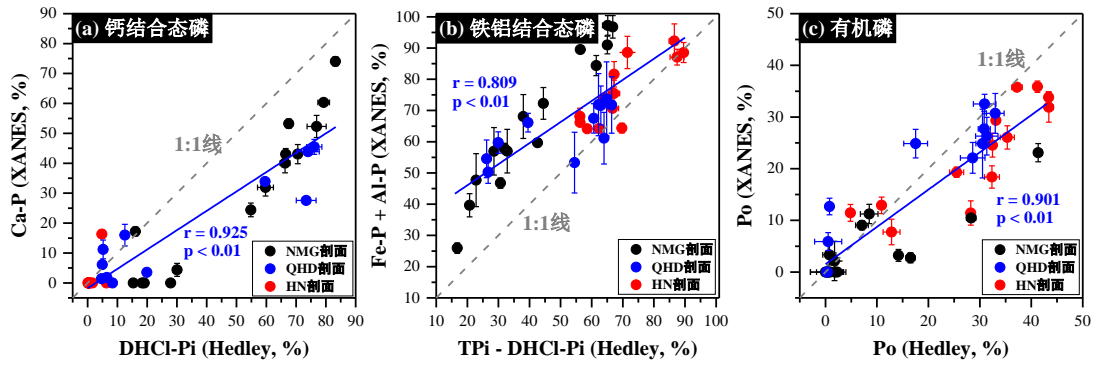 (a) 钙结合态磷
Ca-P (XANES, %)
90
80
70
60
50
40
30
20
10
0
1:1线
r = 0.925
p < 0.01
NMG剖面
QHD剖面
HN剖面
0 10 20 30 40 50 60 70 80 90
DHCl-Pi (Hedley, %)
(b) 铁铝结合态磷
Fe-P + Al-P (XANES, %)
100
90
80
70
60
50
40
30
20
10
r = 0.809
p < 0.01
1:1线
NMG剖面
QHD剖面
HN剖面
10 20 30 40 50 60 70 80 90 100
TPi - DHCl-Pi (Hedley, %)
(c) 有机磷
Po (XANES, %)
50
40
30
20
10
0
1:1线
r = 0.901
p < 0.01
NMG剖面
QHD剖面
HN剖面
0 10 20 30 40 50
Po (Hedley, %)